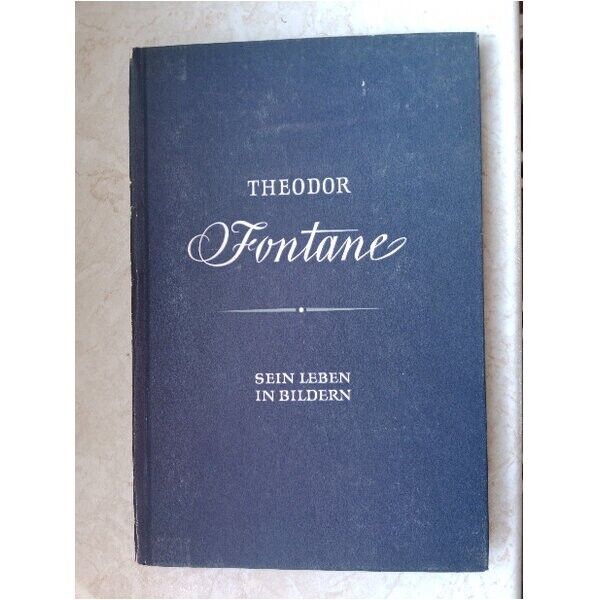 THEODOR
Fontane
SEIN LEBEN
IN BILDERN